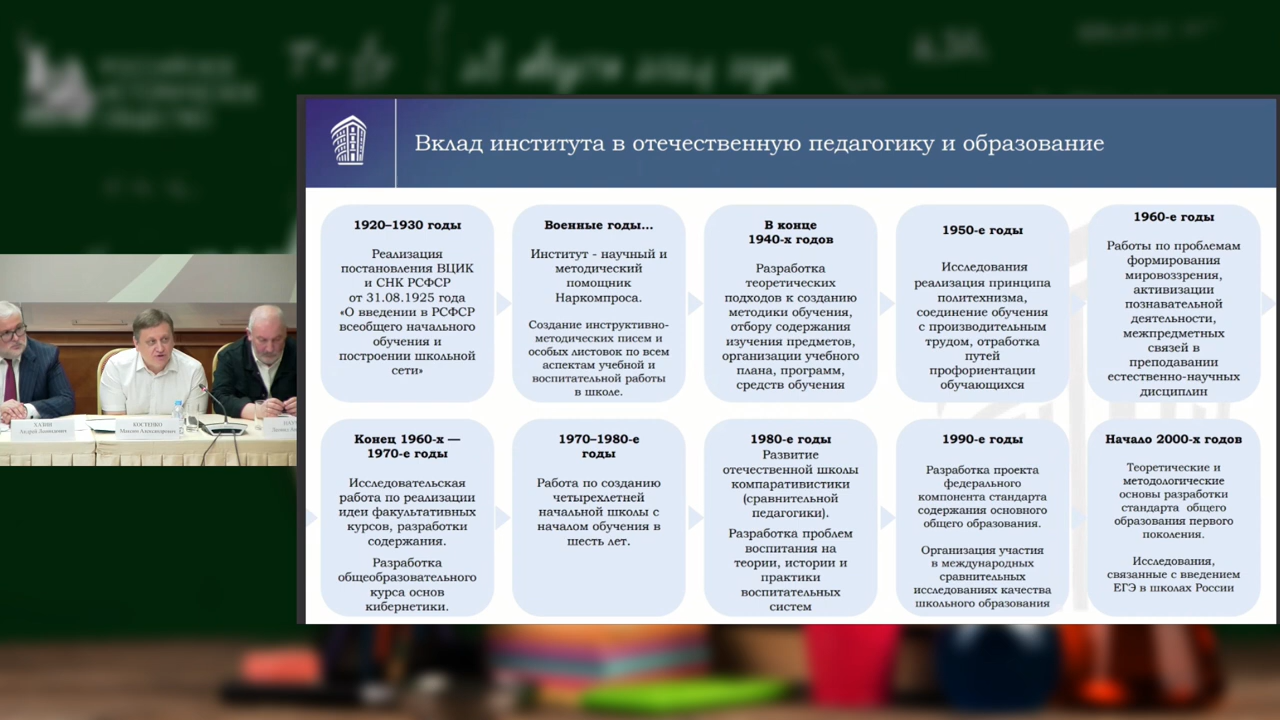 РОССИЙСКОЕ
ИСТОРИЧЕСКОЕ
ОБЩЕСТВО
Вклад института в отечественную педагогику и образование
1920–1930 годы
Реализация
постановления ВЦИК
и СНК РСФСР
от 31.08.1925 года
«О введении в РСФСР
всеобщего начального
обучения и
построении школьной
сети»
Военные годы...
Институт - научный и
методический
помощник
Наркомпроса.
Создание инструктивно-
методических писем и
особых листовок по всем
аспектам учебной и
воспитательной работы
в школе.
В конце
1940-х годов
Разработка
теоретических
подходов к созданию
методики обучения,
отбору содержания
изучения предметов,
организации учебного
плана, программ,
средств обучения
1950-е годы
Исследования
реализация принципа
политехнизма,
соединение обучения
с производительным
трудом, отработка
путей
профориентации
обучающихся
1960-е годы
Работы по проблемам
формирования
мировоззрения,
активизации
познавательной
деятельности,
межпредметных
связей в
преподавании
естественно-научных
дисциплин
Конец 1960-х —
1970-е годы
Исследовательская
работа по реализации
идеи факультативных
курсов, разработки
содержания.
Разработка
общеобразовательного
курса основ
кибернетики.
1970–1980-е
годы
Работа по созданию
четырехлетней
начальной школы с
началом обучения в
шесть лет.
1980-е годы
Развитие
отечественной школы
компаративистики
(сравнительной
педагогики).
Разработка проблем
воспитания на
теории, истории и
практики
воспитательных
систем
1990-е годы
Разработка проекта
федерального
компонента стандарта
содержания основного
общего образования.
Организация участия
в международных
сравнительных
исследованиях качества
школьного образования
Начало 2000-х годов
Теоретические и
методологические
основы разработки
стандарта общего
образования первого
поколения.
Исследования,
связанные с введением
ЕГЭ в школах России
ХАЗИН
Андрей Леонидович
КОСТЕНКО
Максим Александрович